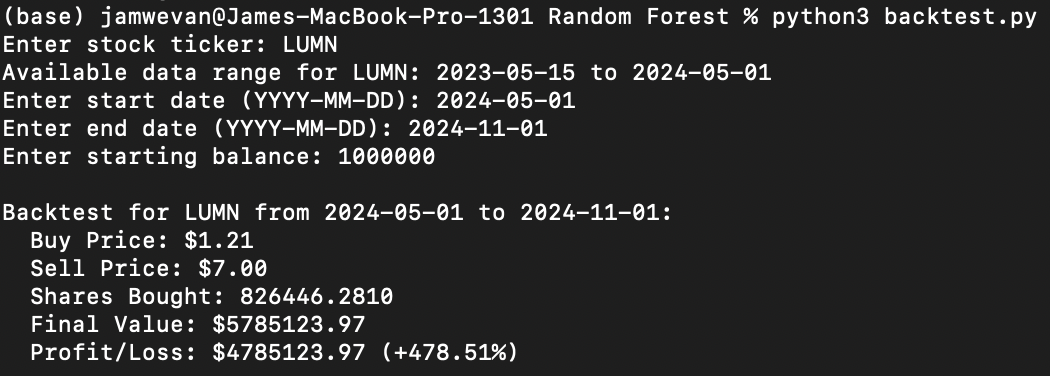 (base) jamwevan@James-MacBook-Pro-1301 Random Forest % python3 backtest.py
Enter stock ticker: LUMN
Available data range for LUMN: 2023-05-15 to 2024-05-01
Enter start date (YYYY-MM-DD): 2024-05-01
Enter end date (YYYY-MM-DD): 2024-11-01
Enter starting balance: 1000000
Backtest for LUMN from 2024-05-01 to 2024-11-01:
Buy Price: $1.21
Sell Price: $7.00
Shares Bought: 826446.2810
Final Value: $5785123.97
Profit/Loss: $4785123.97 (+478.51%)